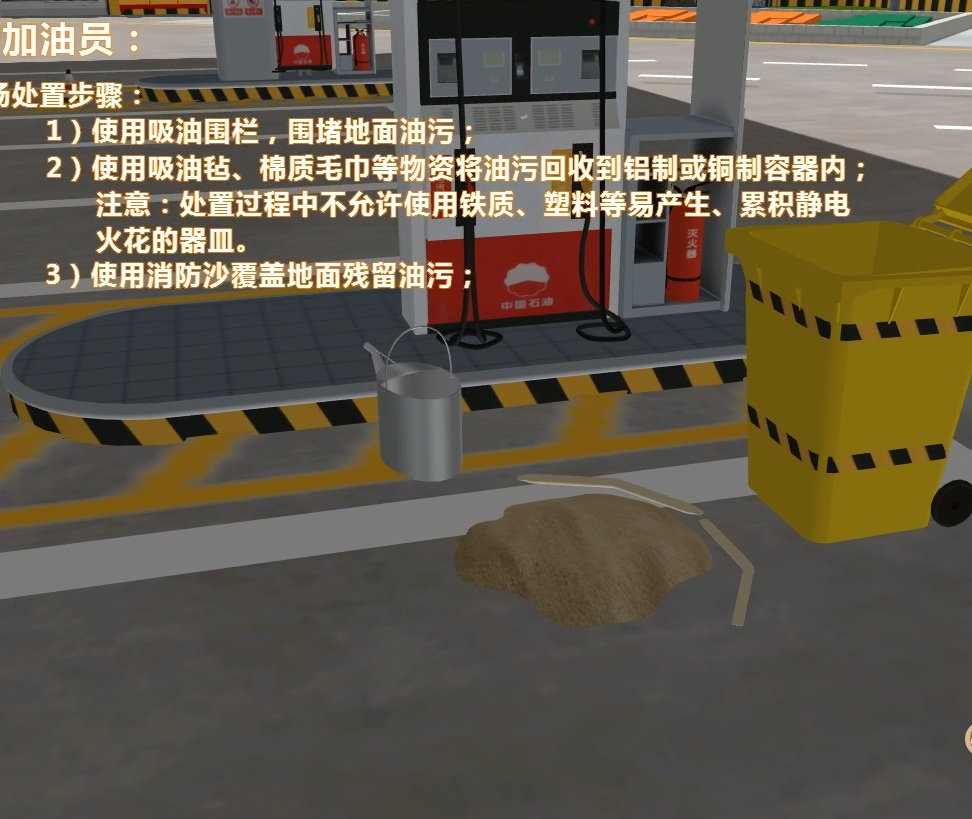 加油员：
场处置步骤：
1）使用吸油围栏，围堵地面油污；
2）使用吸油毡、棉质毛巾等物资将油污回收到铝制或铜制容器内；
注意：处置过程中不允许使用铁质、塑料等易产生、累积静电
火花的器皿。
3）使用消防沙覆盖地面残留油污；
灭火器
中国石油